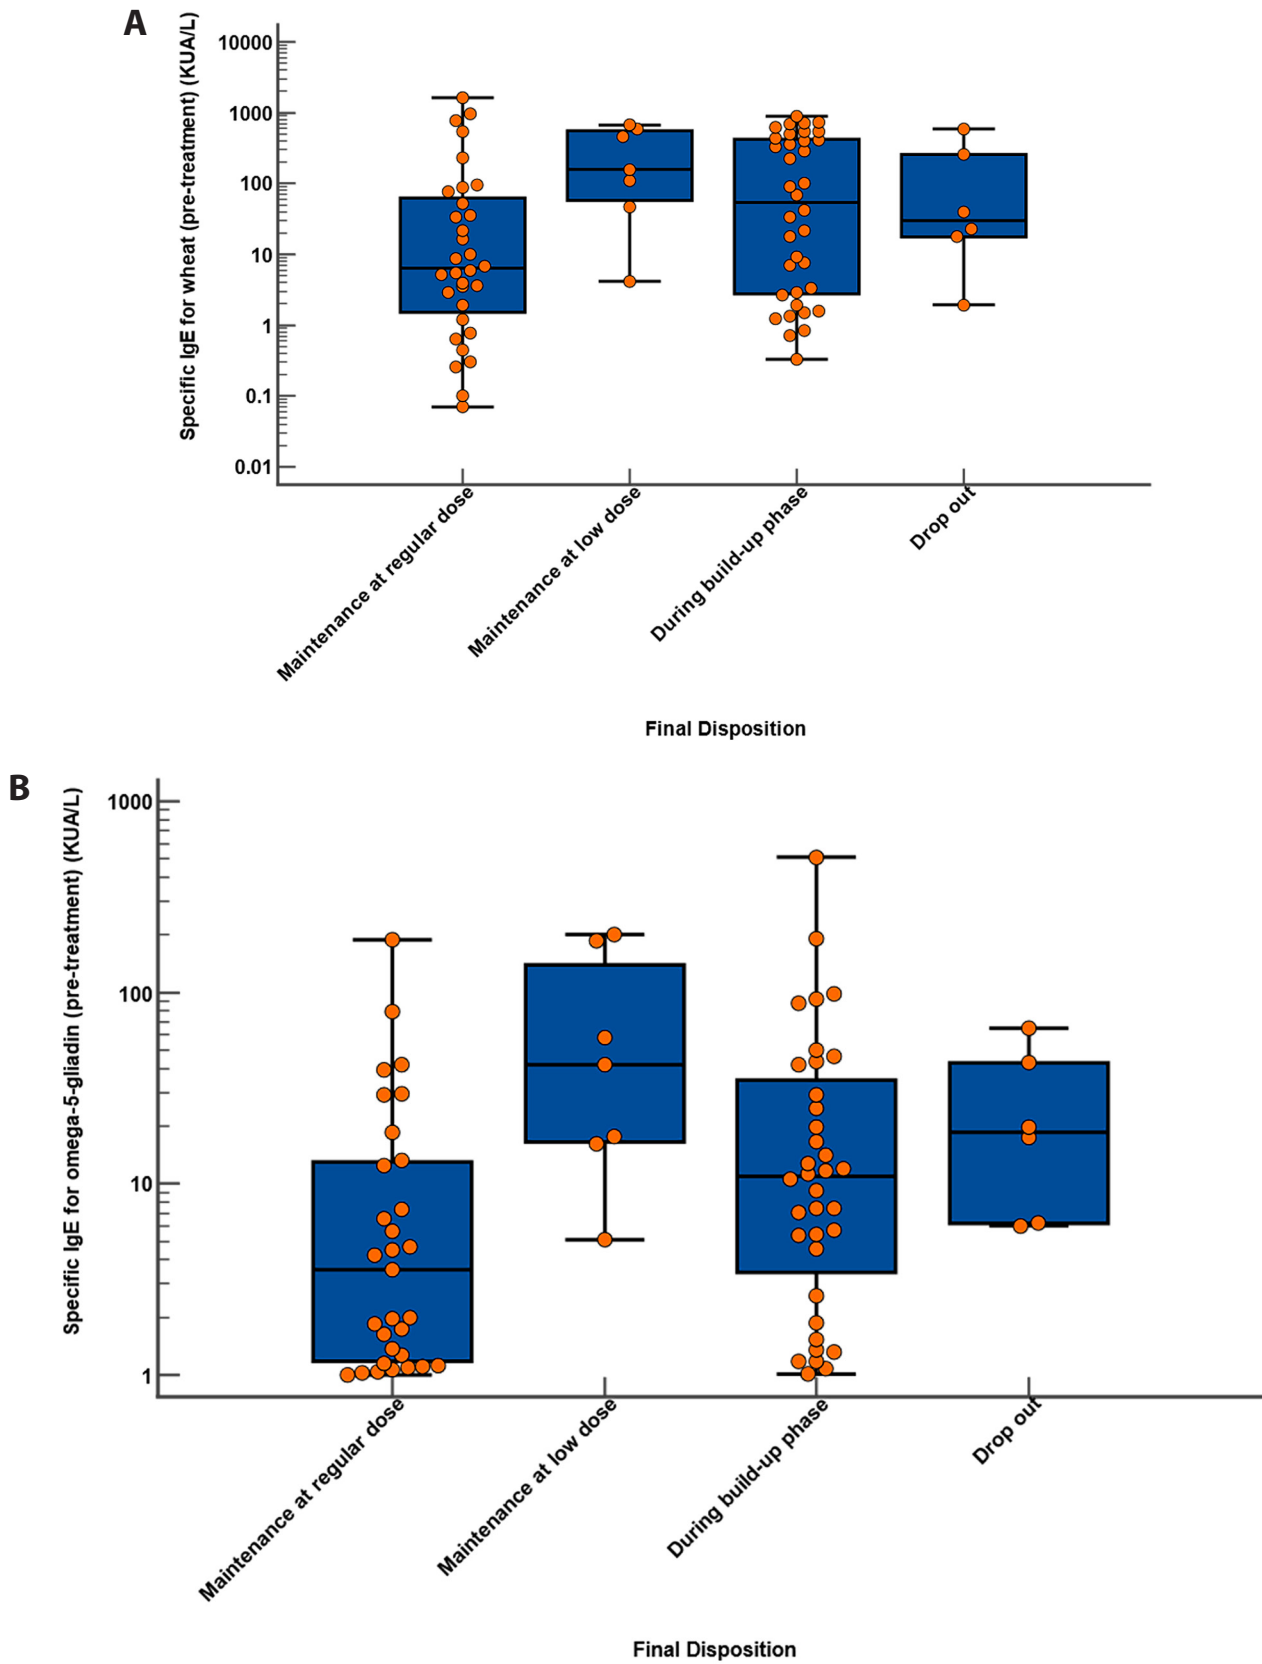 A
Specific IgE for wheat (pre-treatment) (KUA/L)
10000
1000
100
10
1
0.1
0.01
Maintenance at regular dose
Maintenance at low dose
During build-up phase
Drop out
Final Disposition
B
Specific IgE for omega-5-gliadin (pre-treatment) (KUA/L)
1000
100
10
1
Maintenance at regular dose
Maintenance at low dose
During build-up phase
Drop out
Final Disposition